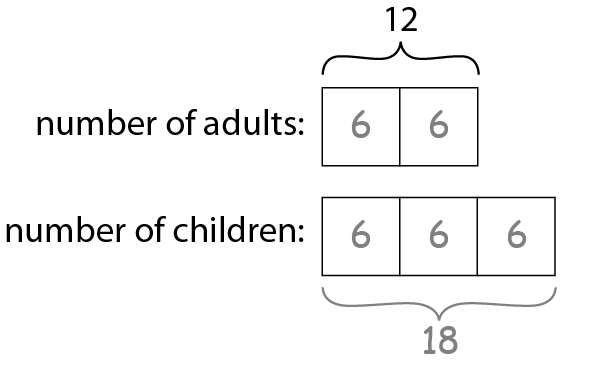 12
number of adults: 6 6
number of children: 6 6 6
18